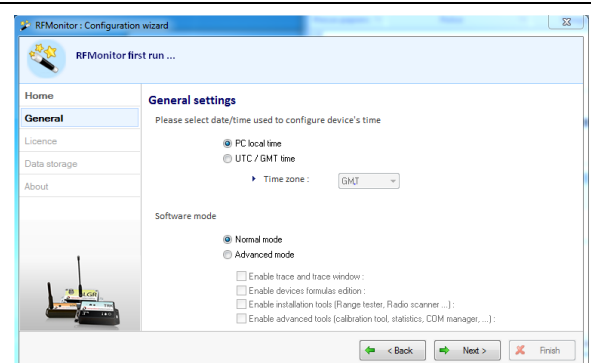 RFMonitor : Configuration wizard
RFMonitor first run ...
Home
General
Licence
Data storage
About
General settings
Please select date/time used to configure device's time
PC local time
UTC / GMT time
Time zone :
GMT
Software mode
Normal mode
Advanced mode
Enable trace and trace window :
Enable devices formulas edition :
Enable installation tools (Range tester, Radio scanner ...) :
Enable advanced tools (calibration tool, statistics, COM manager, ...) :
< Back
Next >
Finish